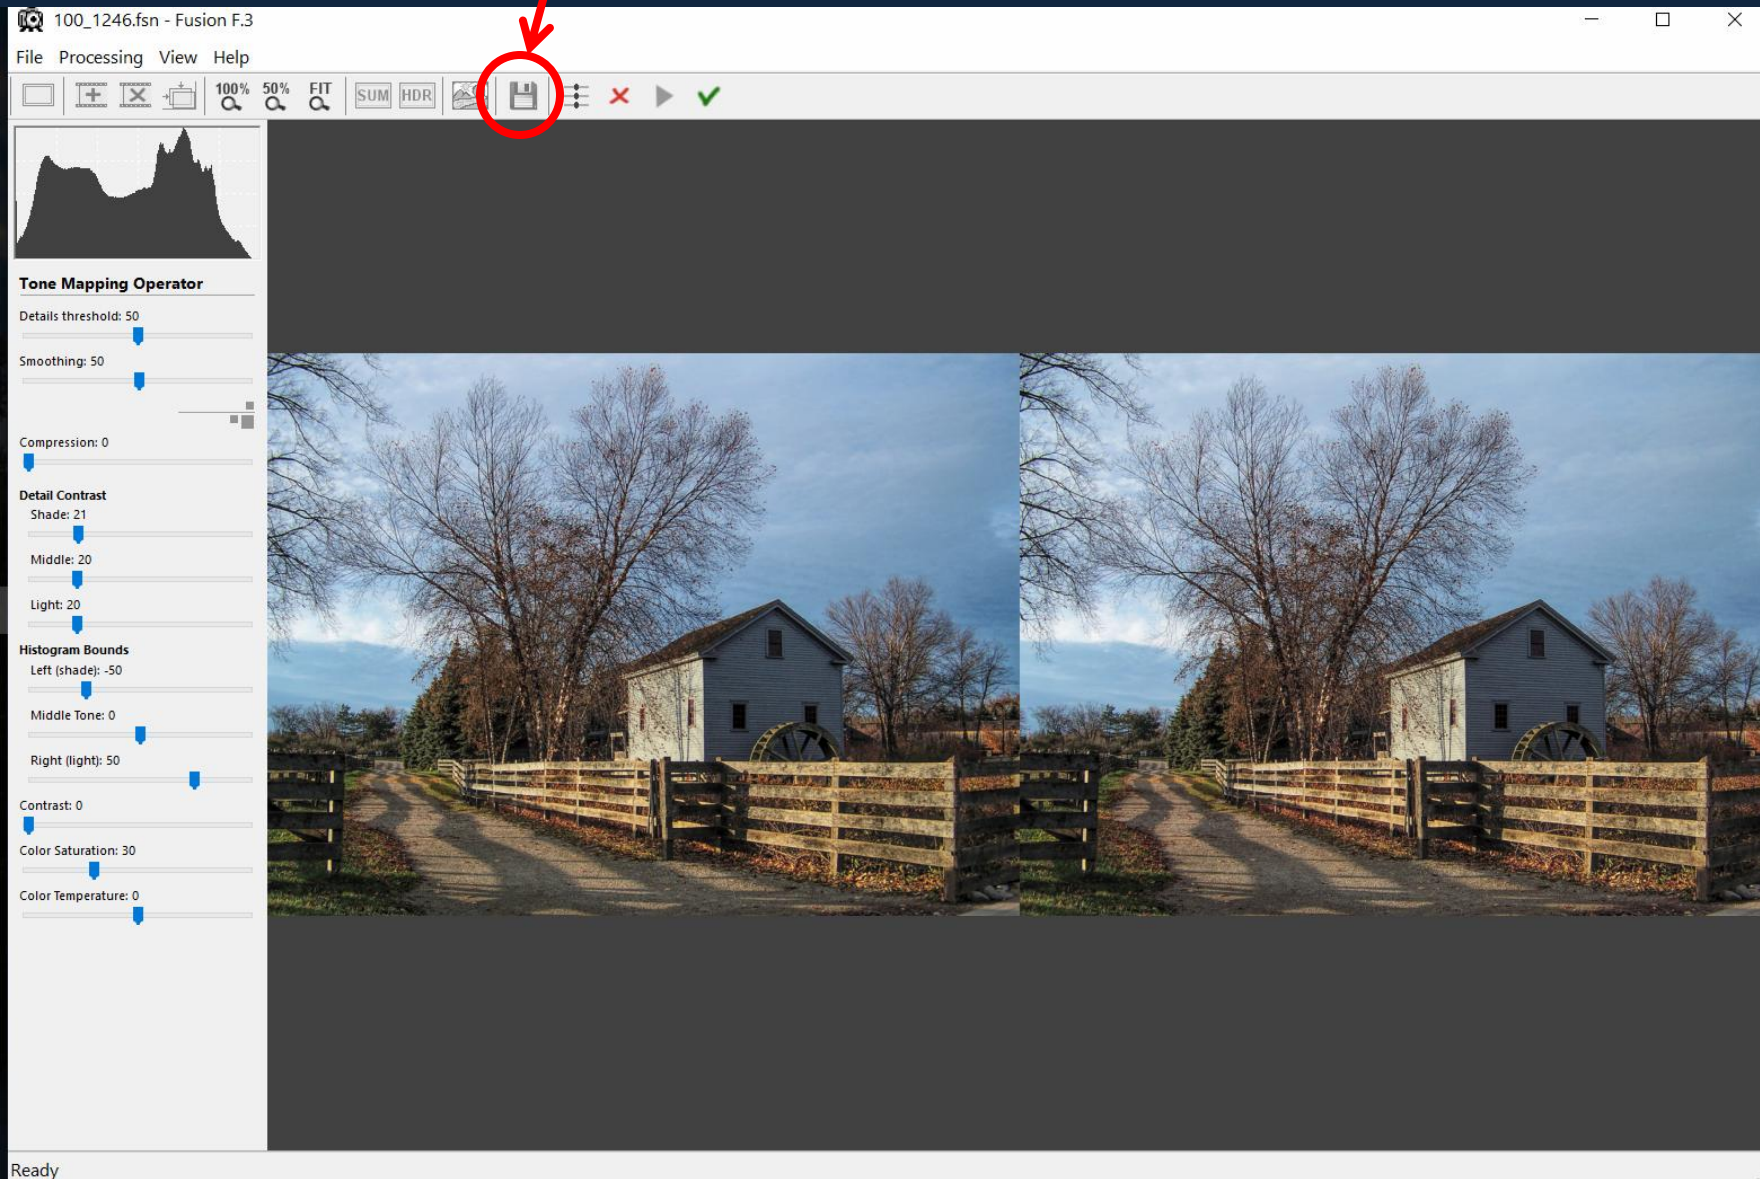 100_1246.fsn - Fusion F.3
File Processing View Help
100% 50% FIT SUM HDR
Tone Mapping Operator
Details threshold: 50
Smoothing: 50
Compression: 0
Detail Contrast
Shade: 21
Middle: 20
Light: 20
Histogram Bounds
Left (shade): -50
Middle Tone: 0
Right (light): 50
Contrast: 0
Color Saturation: 30
Color Temperature: 0
Ready